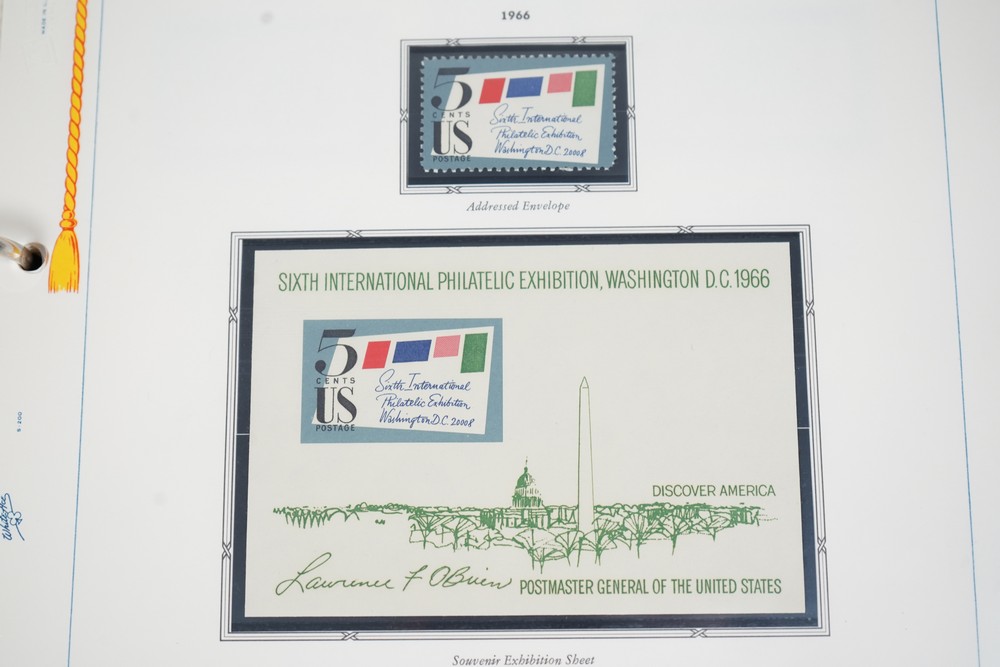 1966
5
CENTS
US
POSTAGE
Sixth International
Philatelic Exhibition
Washington D.C. 20008
Addressed Envelope
SIXTH INTERNATIONAL PHILATELIC EXHIBITION, WASHINGTON D.C. 1966
5
CENTS
US
POSTAGE
Sixth International
Philatelic Exhibition
Washington D.C. 20008
DISCOVER AMERICA
Lawrence F O'Brien POSTMASTER GENERAL OF THE UNITED STATES
Souvenir Exhibition Sheet
White Ace